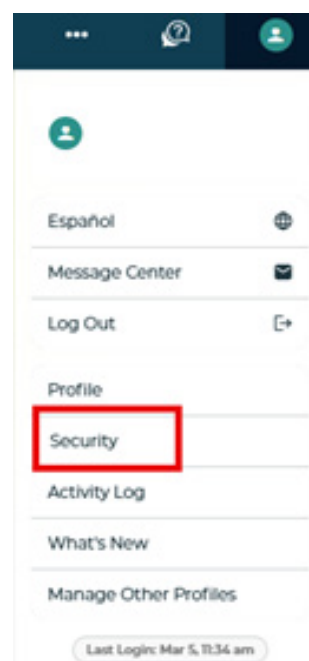 Español
Message Center
Log Out
Profile
Security
Activity Log
What's New
Manage Other Profiles
Last Login: Mar 5, 11:34 am